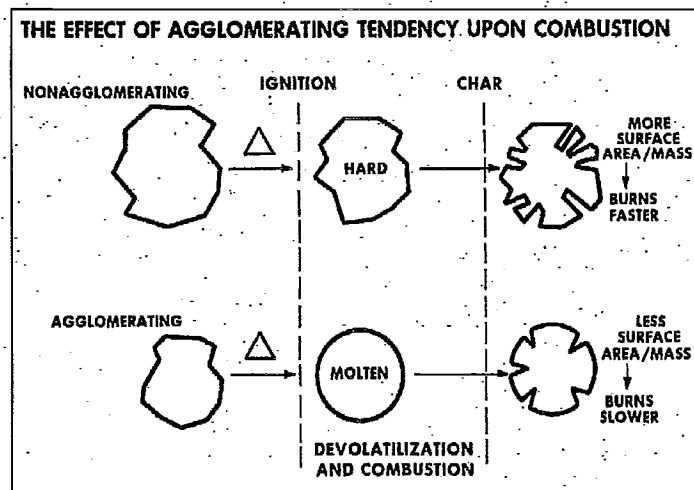 THE EFFECT OF AGGLOMERATING TENDENCY UPON COMBUSTION
IGNITION
CHAR
NONAGGLOMERATING
HARD
MORE
SURFACE
AREA/MASS
BURNS
FASTER
AGGLOMERATING
MOLTEN
LESS
SURFACE
AREA/MASS
BURNS
SLOWER
DEVOLATILIZATION
AND COMBUSTION